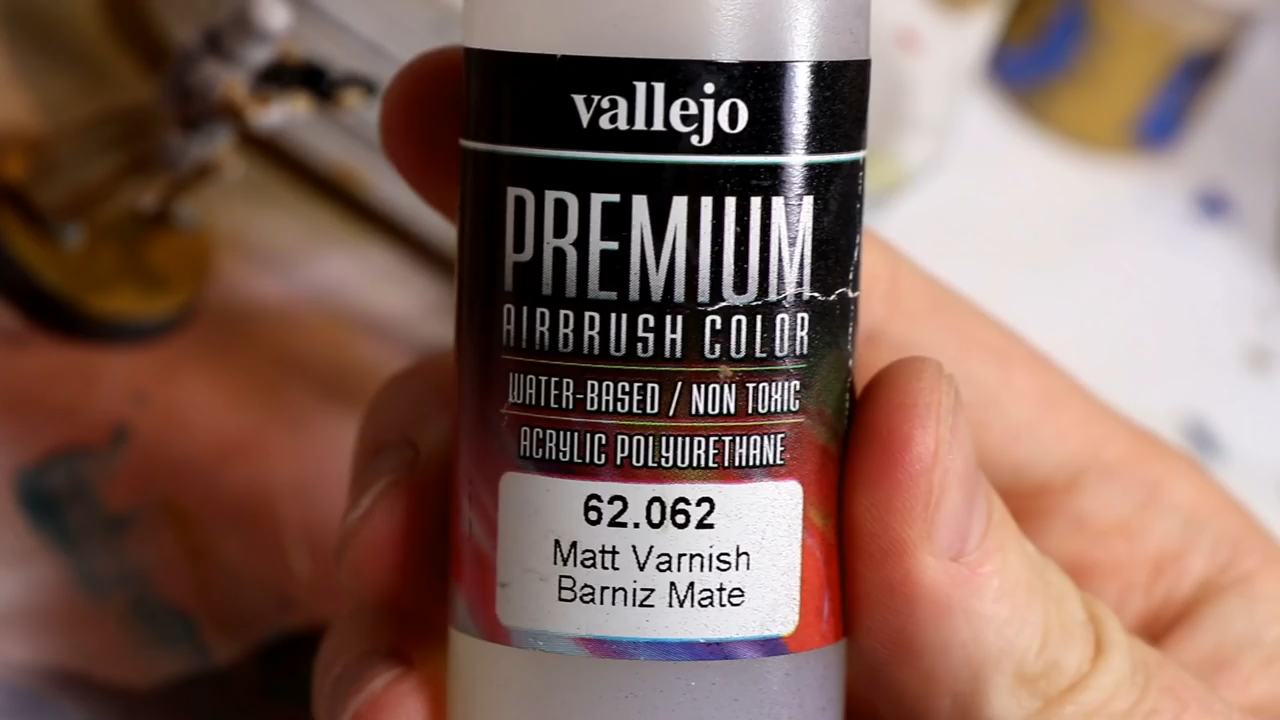 vallejo
PREMIUM
AIRBRUSH COLOR
WATER-BASED / NON TOXIC
ACRYLIC POLYURETHANE
62.062
Matt Varnish
Barniz Mate